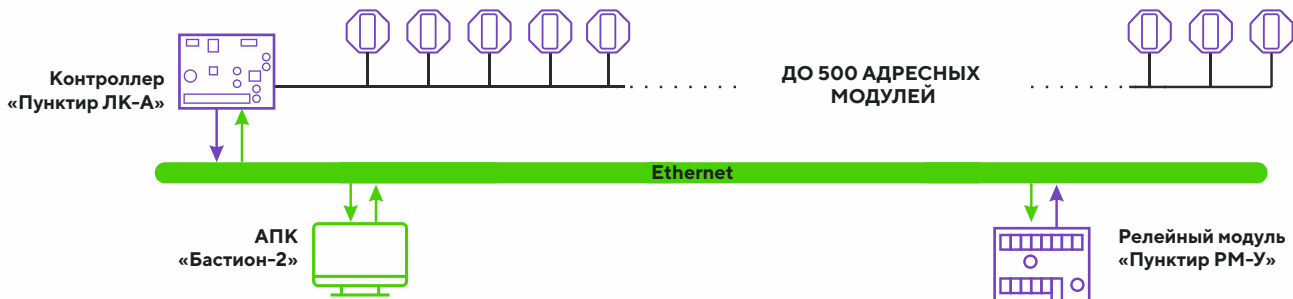 Контроллер
«Пунктир ЛК-А»
ДО 500 АДРЕСНЫХ
МОДУЛЕЙ
Ethernet
АПК
«Бастион-2»
Релейный модуль
«Пунктир РМ-У»